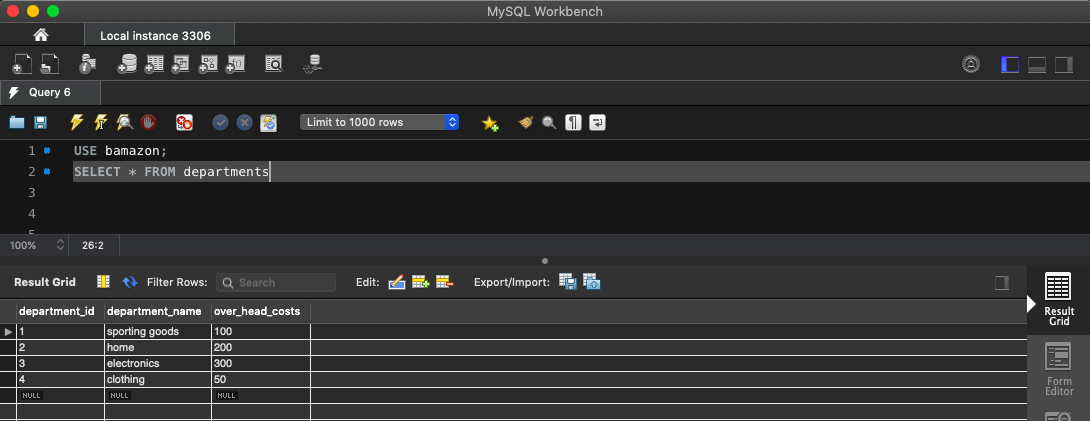 MySQL Workbench
Local instance 3306
Query 6
Limit to 1000 rows
1 USE bamazon;
2 SELECT * FROM departments
3
4
5
100% 26:2
Result Grid Filter Rows: Search Edit: Export/Import:
department_id department_name over_head_costs
1 sporting goods 100
2 home 200
3 electronics 300
4 clothing 50
NULL NULL NULL
Result
Grid
Form
Editor